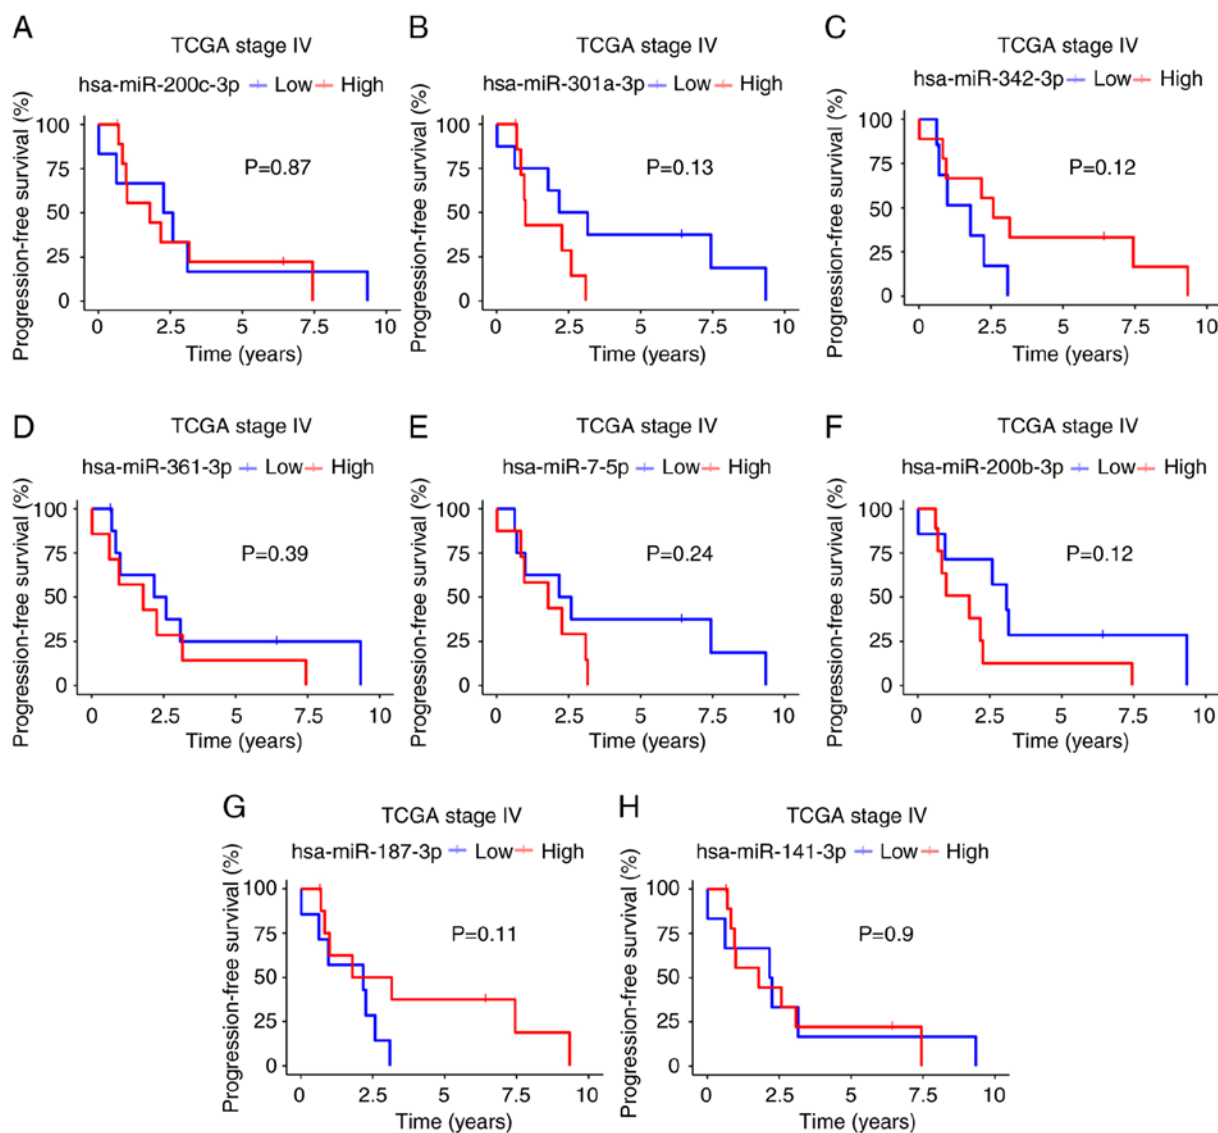 A
TCGA stage IV
hsa-miR-200c-3p Low High
Progression-free survival (%)
100
75
50
25
0
P=0.87
0 2.5 5 7.5 10
Time (years)
B
TCGA stage IV
hsa-miR-301a-3p Low High
Progression-free survival (%)
100
75
50
25
0
P=0.13
0 2.5 5 7.5 10
Time (years)
C
TCGA stage IV
hsa-miR-342-3p Low High
Progression-free survival (%)
100
75
50
25
0
P=0.12
0 2.5 5 7.5 10
Time (years)
D
TCGA stage IV
hsa-miR-361-3p Low High
Progression-free survival (%)
100
75
50
25
0
P=0.39
0 2.5 5 7.5 10
Time (years)
E
TCGA stage IV
hsa-miR-7-5p Low High
Progression-free survival (%)
100
75
50
25
0
P=0.24
0 2.5 5 7.5 10
Time (years)
F
TCGA stage IV
hsa-miR-200b-3p Low High
Progression-free survival (%)
100
75
50
25
0
P=0.12
0 2.5 5 7.5 10
Time (years)
G
TCGA stage IV
hsa-miR-187-3p Low High
Progression-free survival (%)
100
75
50
25
0
P=0.11
0 2.5 5 7.5 10
Time (years)
H
TCGA stage IV
hsa-miR-141-3p Low High
Progression-free survival (%)
100
75
50
25
0
P=0.9
0 2.5 5 7.5 10
Time (years)